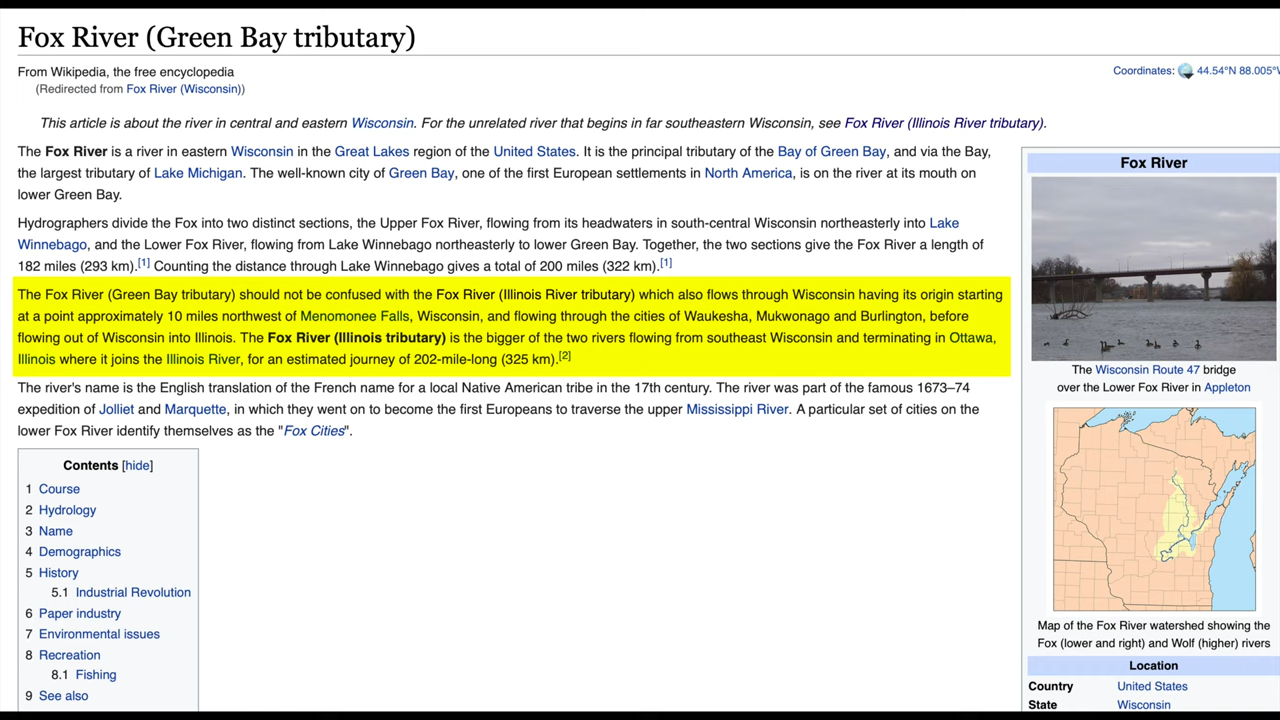 Fox River (Green Bay tributary)
From Wikipedia, the free encyclopedia
Coordinates: 44.54°N 88.005°W
(Redirected from Fox River (Wisconsin))
This article is about the river in central and eastern Wisconsin. For the unrelated river that begins in far southeastern Wisconsin, see Fox River (Illinois River tributary).
The Fox River is a river in eastern Wisconsin in the Great Lakes region of the United States. It is the principal tributary of the Bay of Green Bay, and via the Bay,
the largest tributary of Lake Michigan. The well-known city of Green Bay, one of the first European settlements in North America, is on the river at its mouth on
lower Green Bay.
Hydrographers divide the Fox into two distinct sections, the Upper Fox River, flowing from its headwaters in south-central Wisconsin northeasterly into Lake
Winnebago, and the Lower Fox River, flowing from Lake Winnebago northeasterly to lower Green Bay. Together, the two sections give the Fox River a length of
182 miles (293 km).[1] Counting the distance through Lake Winnebago gives a total of 200 miles (322 km).[1]
The Fox River (Green Bay tributary) should not be confused with the Fox River (Illinois River tributary) which also flows through Wisconsin having its origin starting
at a point approximately 10 miles northwest of Menomonee Falls, Wisconsin, and flowing through the cities of Waukesha, Mukwonago and Burlington, before
flowing out of Wisconsin into Illinois. The Fox River (Illinois tributary) is the bigger of the two rivers flowing from southeast Wisconsin and terminating in Ottawa,
Illinois where it joins the Illinois River, for an estimated journey of 202-mile-long (325 km).[2]
The river's name is the English translation of the French name for a local Native American tribe in the 17th century. The river was part of the famous 1673–74
expedition of Jolliet and Marquette, in which they went on to become the first Europeans to traverse the upper Mississippi River. A particular set of cities on the
lower Fox River identify themselves as the "Fox Cities".
Contents [hide]
1 Course
2 Hydrology
3 Name
4 Demographics
5 History
5.1 Industrial Revolution
6 Paper industry
7 Environmental issues
8 Recreation
8.1 Fishing
9 See also
Fox River
The Wisconsin Route 47 bridge
over the Lower Fox River in Appleton
Map of the Fox River watershed showing the
Fox (lower and right) and Wolf (higher) rivers
Location
Country United States
State Wisconsin